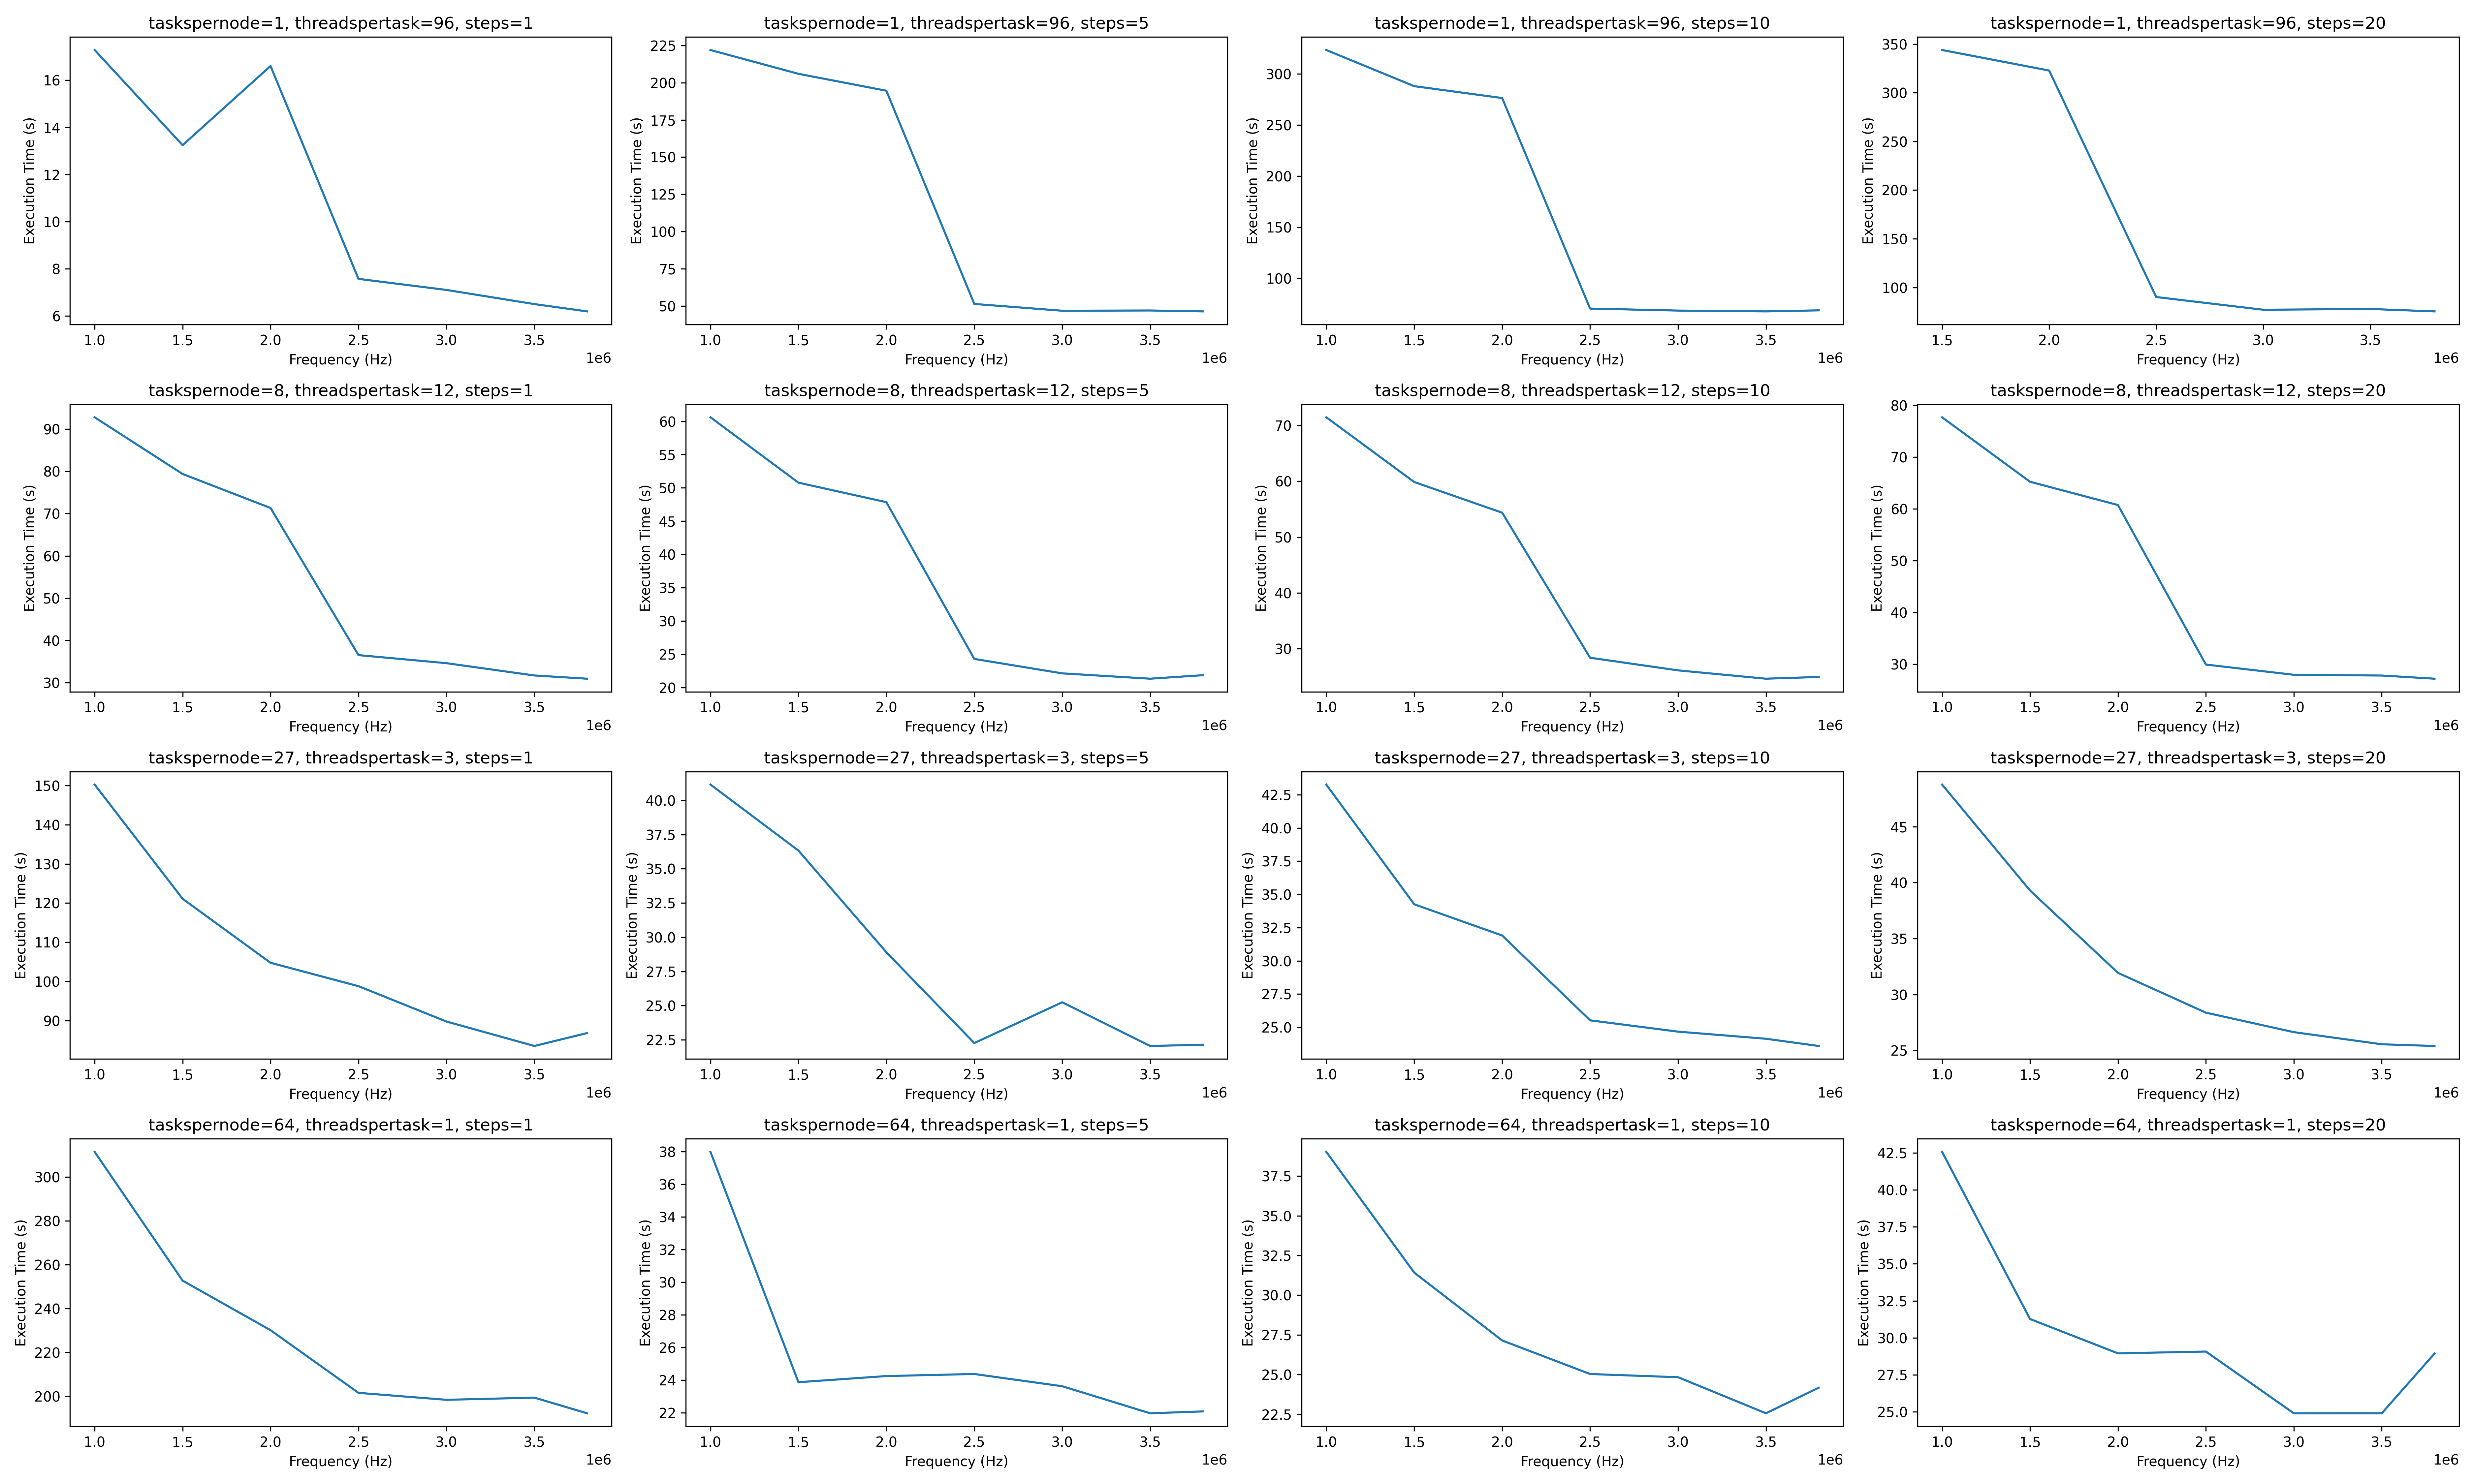 taskspernode=1, threadspertask=96, steps=1
Execution Time (s)
16
14
12
10
8
6
1.0 1.5 2.0 2.5 3.0 3.5
1e6
Frequency (Hz)
taskspernode=1, threadspertask=96, steps=5
Execution Time (s)
225
200
175
150
125
100
75
50
1.0 1.5 2.0 2.5 3.0 3.5
1e6
Frequency (Hz)
taskspernode=1, threadspertask=96, steps=10
Execution Time (s)
300
250
200
150
100
1.0 1.5 2.0 2.5 3.0 3.5
1e6
Frequency (Hz)
taskspernode=1, threadspertask=96, steps=20
Execution Time (s)
350
300
250
200
150
100
1.5 2.0 2.5 3.0 3.5
1e6
Frequency (Hz)
taskspernode=8, threadspertask=12, steps=1
Execution Time (s)
90
80
70
60
50
40
30
1.0 1.5 2.0 2.5 3.0 3.5
1e6
Frequency (Hz)
taskspernode=8, threadspertask=12, steps=5
Execution Time (s)
60
55
50
45
40
35
30
25
20
1.0 1.5 2.0 2.5 3.0 3.5
1e6
Frequency (Hz)
taskspernode=8, threadspertask=12, steps=10
Execution Time (s)
70
60
50
40
30
1.0 1.5 2.0 2.5 3.0 3.5
1e6
Frequency (Hz)
taskspernode=8, threadspertask=12, steps=20
Execution Time (s)
80
70
60
50
40
30
1.0 1.5 2.0 2.5 3.0 3.5
1e6
Frequency (Hz)
taskspernode=27, threadspertask=3, steps=1
Execution Time (s)
150
140
130
120
110
100
90
1.0 1.5 2.0 2.5 3.0 3.5
1e6
Frequency (Hz)
taskspernode=27, threadspertask=3, steps=5
Execution Time (s)
40.0
37.5
35.0
32.5
30.0
27.5
25.0
22.5
1.0 1.5 2.0 2.5 3.0 3.5
1e6
Frequency (Hz)
taskspernode=27, threadspertask=3, steps=10
Execution Time (s)
42.5
40.0
37.5
35.0
32.5
30.0
27.5
25.0
1.0 1.5 2.0 2.5 3.0 3.5
1e6
Frequency (Hz)
taskspernode=27, threadspertask=3, steps=20
Execution Time (s)
45
40
35
30
25
1.0 1.5 2.0 2.5 3.0 3.5
1e6
Frequency (Hz)
taskspernode=64, threadspertask=1, steps=1
Execution Time (s)
300
280
260
240
220
200
1.0 1.5 2.0 2.5 3.0 3.5
1e6
Frequency (Hz)
taskspernode=64, threadspertask=1, steps=5
Execution Time (s)
38
36
34
32
30
28
26
24
22
1.0 1.5 2.0 2.5 3.0 3.5
1e6
Frequency (Hz)
taskspernode=64, threadspertask=1, steps=10
Execution Time (s)
37.5
35.0
32.5
30.0
27.5
25.0
22.5
1.0 1.5 2.0 2.5 3.0 3.5
1e6
Frequency (Hz)
taskspernode=64, threadspertask=1, steps=20
Execution Time (s)
42.5
40.0
37.5
35.0
32.5
30.0
27.5
25.0
1.0 1.5 2.0 2.5 3.0 3.5
1e6
Frequency (Hz)